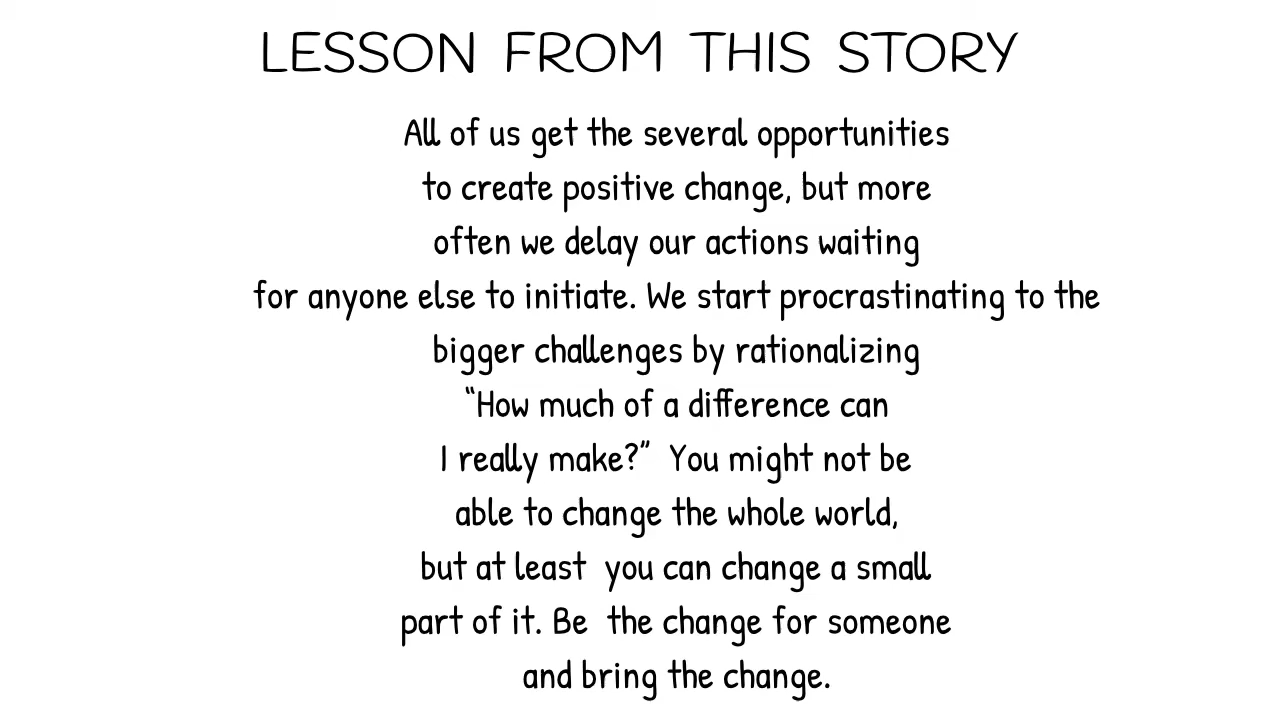 LESSON FROM THIS STORY
All of us get the several opportunities
to create positive change, but more
often we delay our actions waiting
for anyone else to initiate. We start procrastinating to the
bigger challenges by rationalizing
“How much of a difference can
I really make?”  You might not be
able to change the whole world,
but at least  you can change a small
part of it. Be  the change for someone
and bring the change.